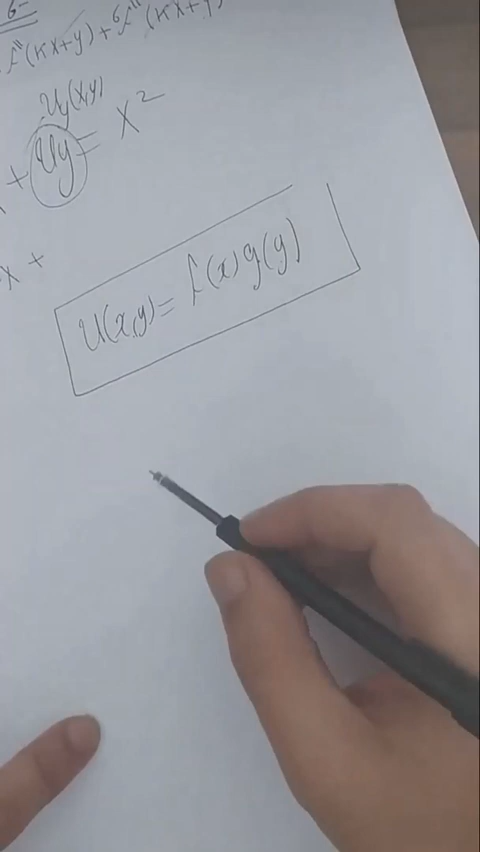 6-
f''(kx+y)+6f''(kx+y)
Uy(x,y)
+ Uy = x²
x +
U(x,y)= f(x)g(y)